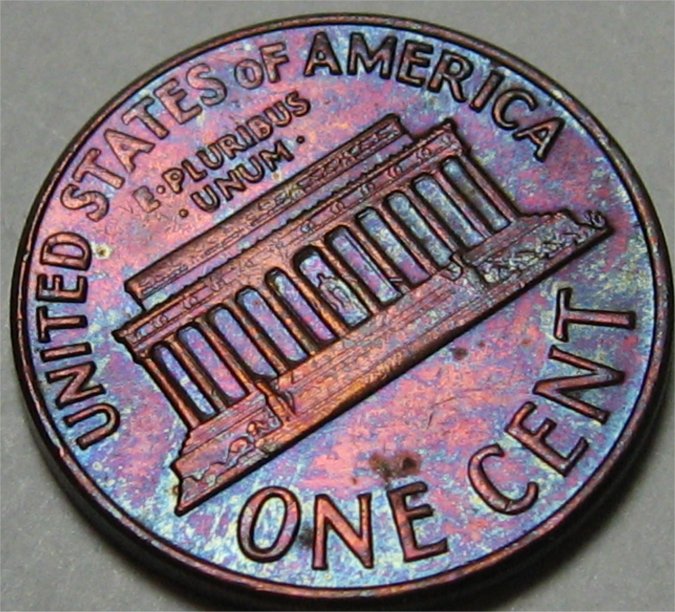 UNITED STATES OF AMERICA
E·PLURIBUS
·UNUM·
ONE CENT